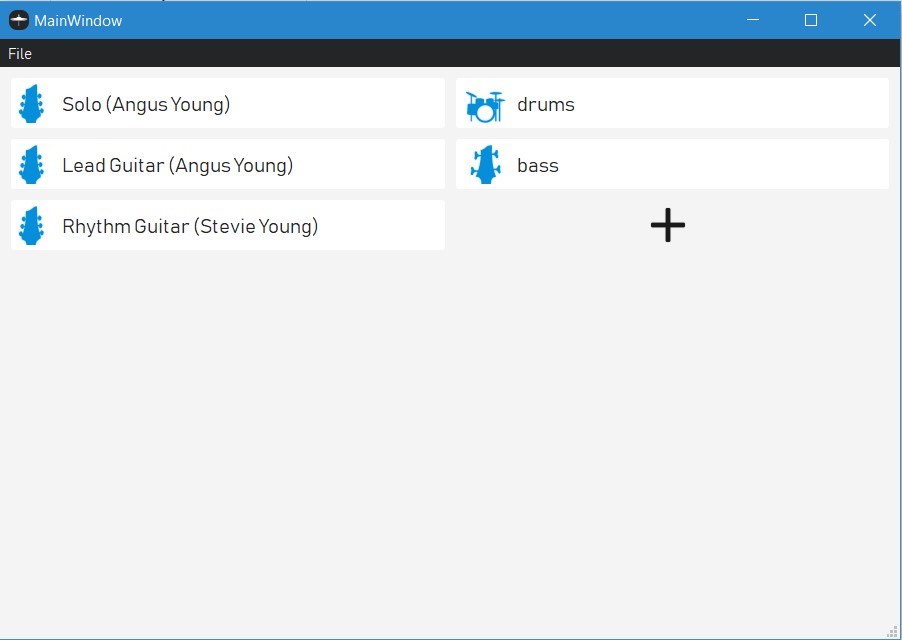 MainWindow
File
Solo (Angus Young)
drums
Lead Guitar (Angus Young)
bass
Rhythm Guitar (Stevie Young)